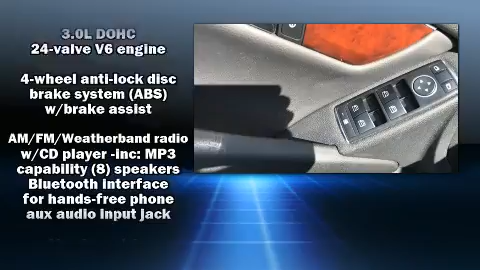 3.0L DOHC
24-valve V6 engine
4-wheel anti-lock disc
brake system (ABS)
w/brake assist
AM/FM/Weatherband radio
w/CD player -inc: MP3
capability (8) speakers
Bluetooth interface
for hands-free phone
aux audio input jack